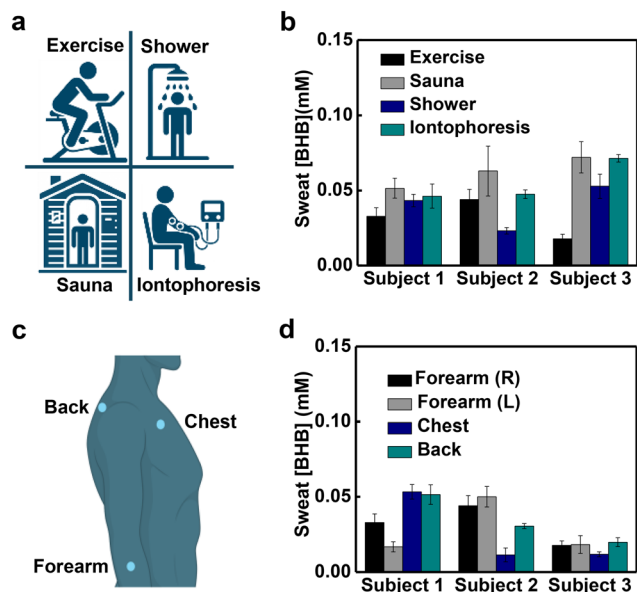 a
Exercise
Shower
Sauna
Iontophoresis
b
0.15
0.10
0.05
0.00
Sweat [BHB](mM)
Exercise
Sauna
Shower
Iontophoresis
Subject 1 Subject 2 Subject 3
c
Back
Chest
Forearm
d
0.15
0.10
0.05
0.00
Sweat [BHB] (mM)
Forearm (R)
Forearm (L)
Chest
Back
Subject 1 Subject 2 Subject 3